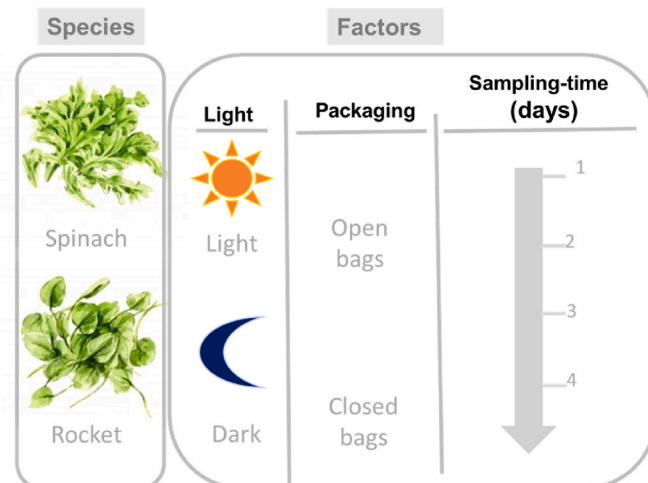 Species
Factors
Spinach
Rocket
Light
Light
Dark
Packaging
Open
bags
Closed
bags
Sampling-time
(days)
1
2
3
4